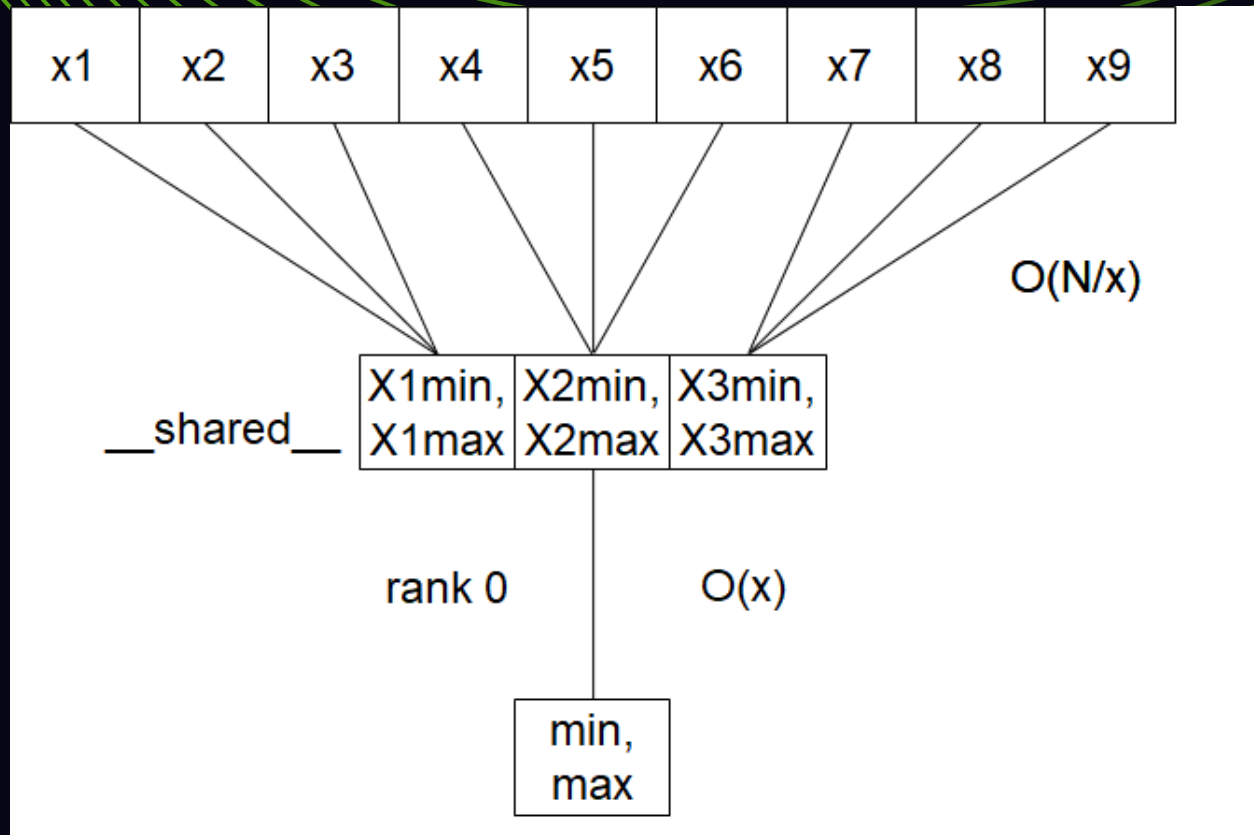 x1 x2 x3 x4 x5 x6 x7 x8 x9
O(N/x)
__shared__
X1min, X2min, X3min,
X1max X2max X3max
rank 0 O(x)
min,
max